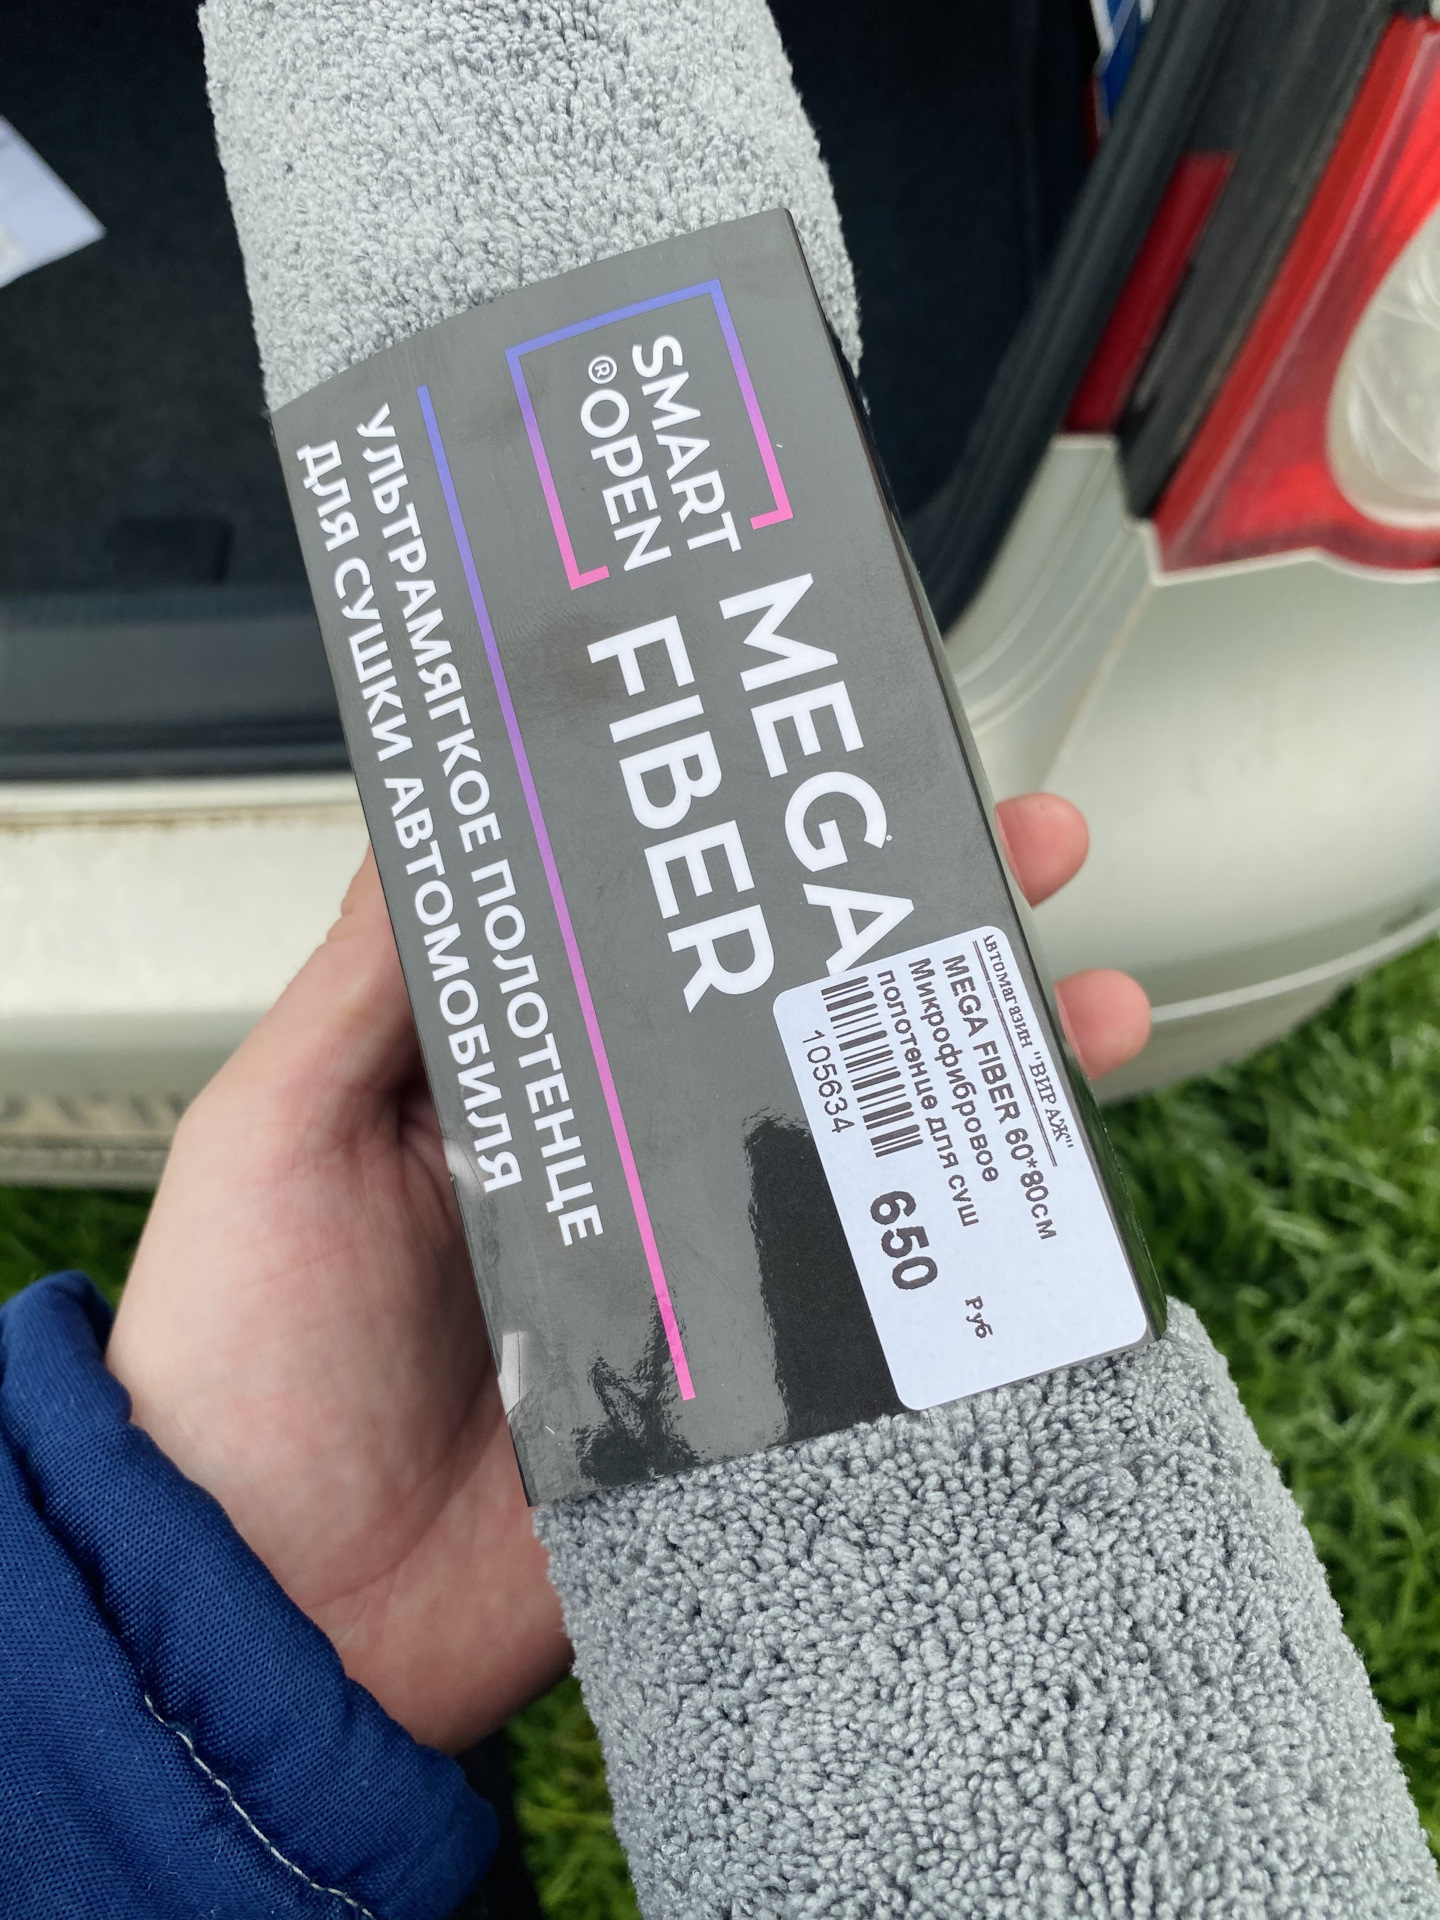 SMART
®OPEN
MEGA
FIBER
УЛЬТРАМЯГКОЕ ПОЛОТЕНЦЕ
ДЛЯ СУШКИ АВТОМОБИЛЯ
Автомагазин "ВИРАЖ"
MEGA FIBER 60*80см
Микрофибровое
полотенце для суш
105634
650
Руб